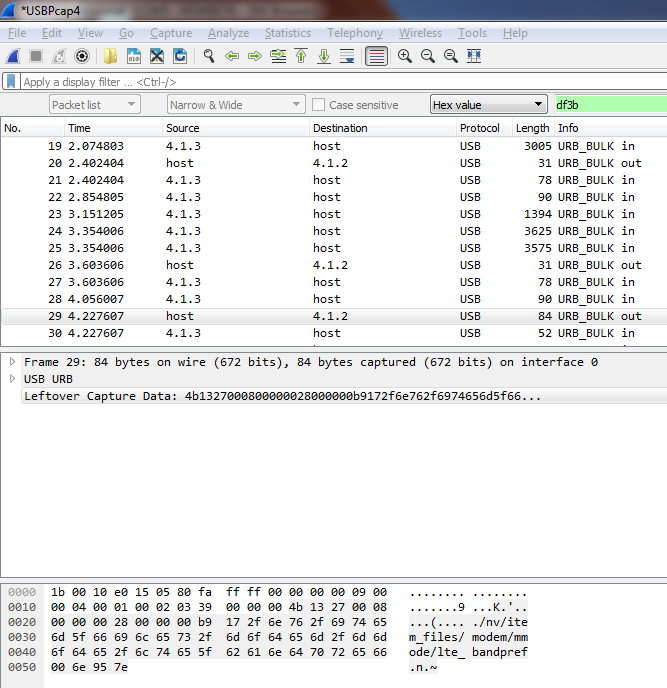 *USBPcap4
File Edit View Go Capture Analyze Statistics Telephony Wireless Tools Help
Apply a display filter ... <Ctrl-/>
Packet list Narrow & Wide Case sensitive Hex value df3b
No. Time Source Destination Protocol Length Info
19 2.074803 4.1.3 host USB 3005 URB_BULK in
20 2.402404 host 4.1.2 USB 31 URB_BULK out
21 2.402404 4.1.3 host USB 78 URB_BULK in
22 2.854805 4.1.3 host USB 90 URB_BULK in
23 3.151205 4.1.3 host USB 1394 URB_BULK in
24 3.354006 4.1.3 host USB 3625 URB_BULK in
25 3.354006 4.1.3 host USB 3575 URB_BULK in
26 3.603606 host 4.1.2 USB 31 URB_BULK out
27 3.603606 4.1.3 host USB 78 URB_BULK in
28 4.056007 4.1.3 host USB 90 URB_BULK in
29 4.227607 host 4.1.2 USB 84 URB_BULK out
30 4.227607 4.1.3 host USB 52 URB_BULK in
Frame 29: 84 bytes on wire (672 bits), 84 bytes captured (672 bits) on interface 0
USB URB
Leftover Capture Data: 4b1327000800000028000000b9172f6e762f6974656d5f66...
0000 1b 00 10 e0 15 05 80 fa ff ff 00 00 00 00 09 00 ........ ........
0010 00 04 00 01 00 02 03 39 00 00 00 4b 13 27 00 08 .......9 ...K.'..
0020 00 00 00 28 00 00 00 b9 17 2f 6e 76 2f 69 74 65 ...(.... ./nv/ite
0030 6d 5f 66 69 6c 65 73 2f 6d 6f 64 65 6d 2f 6d 6d m_files/ modem/mm
0040 6f 64 65 2f 6c 74 65 5f 62 61 6e 64 70 72 65 66 ode/lte_ bandpref
0050 00 6e 95 7e .n.~